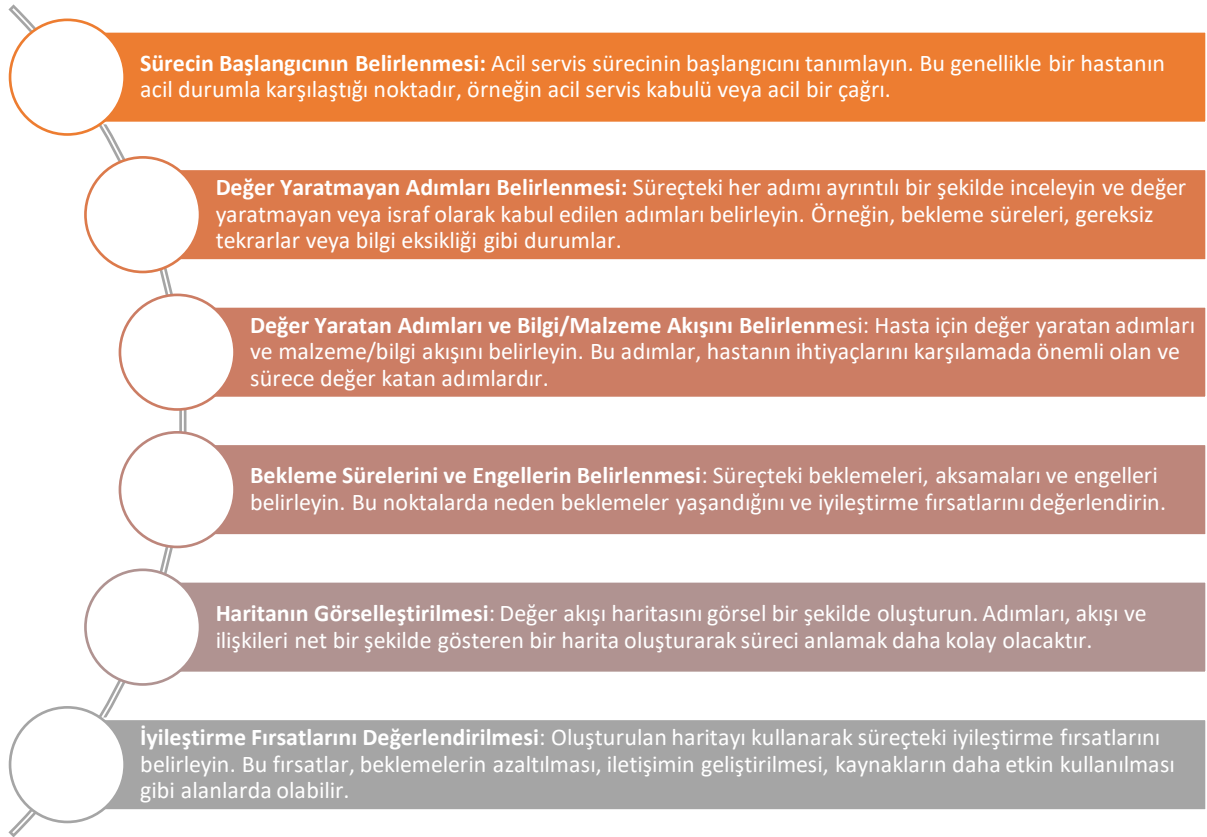 Sürecin Başlangıcının Belirlenmesi: Acil servis sürecinin başlangıcını tanımlayın. Bu genellikle bir hastanın
acil durumla karşılaştığı noktadır, örneğin acil servis kabulü veya acil bir çağrı.
Değer Yaratmayan Adımları Belirlenmesi: Süreçteki her adımı ayrıntılı bir şekilde inceleyin ve değer
yaratmayan veya israf olarak kabul edilen adımları belirleyin. Örneğin, bekleme süreleri, gereksiz
tekrarlar veya bilgi eksikliği gibi durumlar.
Değer Yaratan Adımları ve Bilgi/Malzeme Akışını Belirlenmesi: Hasta için değer yaratan adımları
ve malzeme/bilgi akışını belirleyin. Bu adımlar, hastanın ihtiyaçlarını karşılamada önemli olan ve
sürece değer katan adımlardır.
Bekleme Sürelerini ve Engellerin Belirlenmesi: Süreçteki beklemeleri, aksamaları ve engelleri
belirleyin. Bu noktalarda neden beklemeler yaşandığını ve iyileştirme fırsatlarını değerlendirin.
Haritanın Görselleştirilmesi: Değer akışı haritasını görsel bir şekilde oluşturun. Adımları, akışı ve
ilişkileri net bir şekilde gösteren bir harita oluşturarak süreci anlamak daha kolay olacaktır.
İyileştirme Fırsatlarını Değerlendirilmesi: Oluşturulan haritayı kullanarak süreçteki iyileştirme fırsatlarını
belirleyin. Bu fırsatlar, beklemelerin azaltılması, iletişimin geliştirilmesi, kaynakların daha etkin kullanılması
gibi alanlarda olabilir.